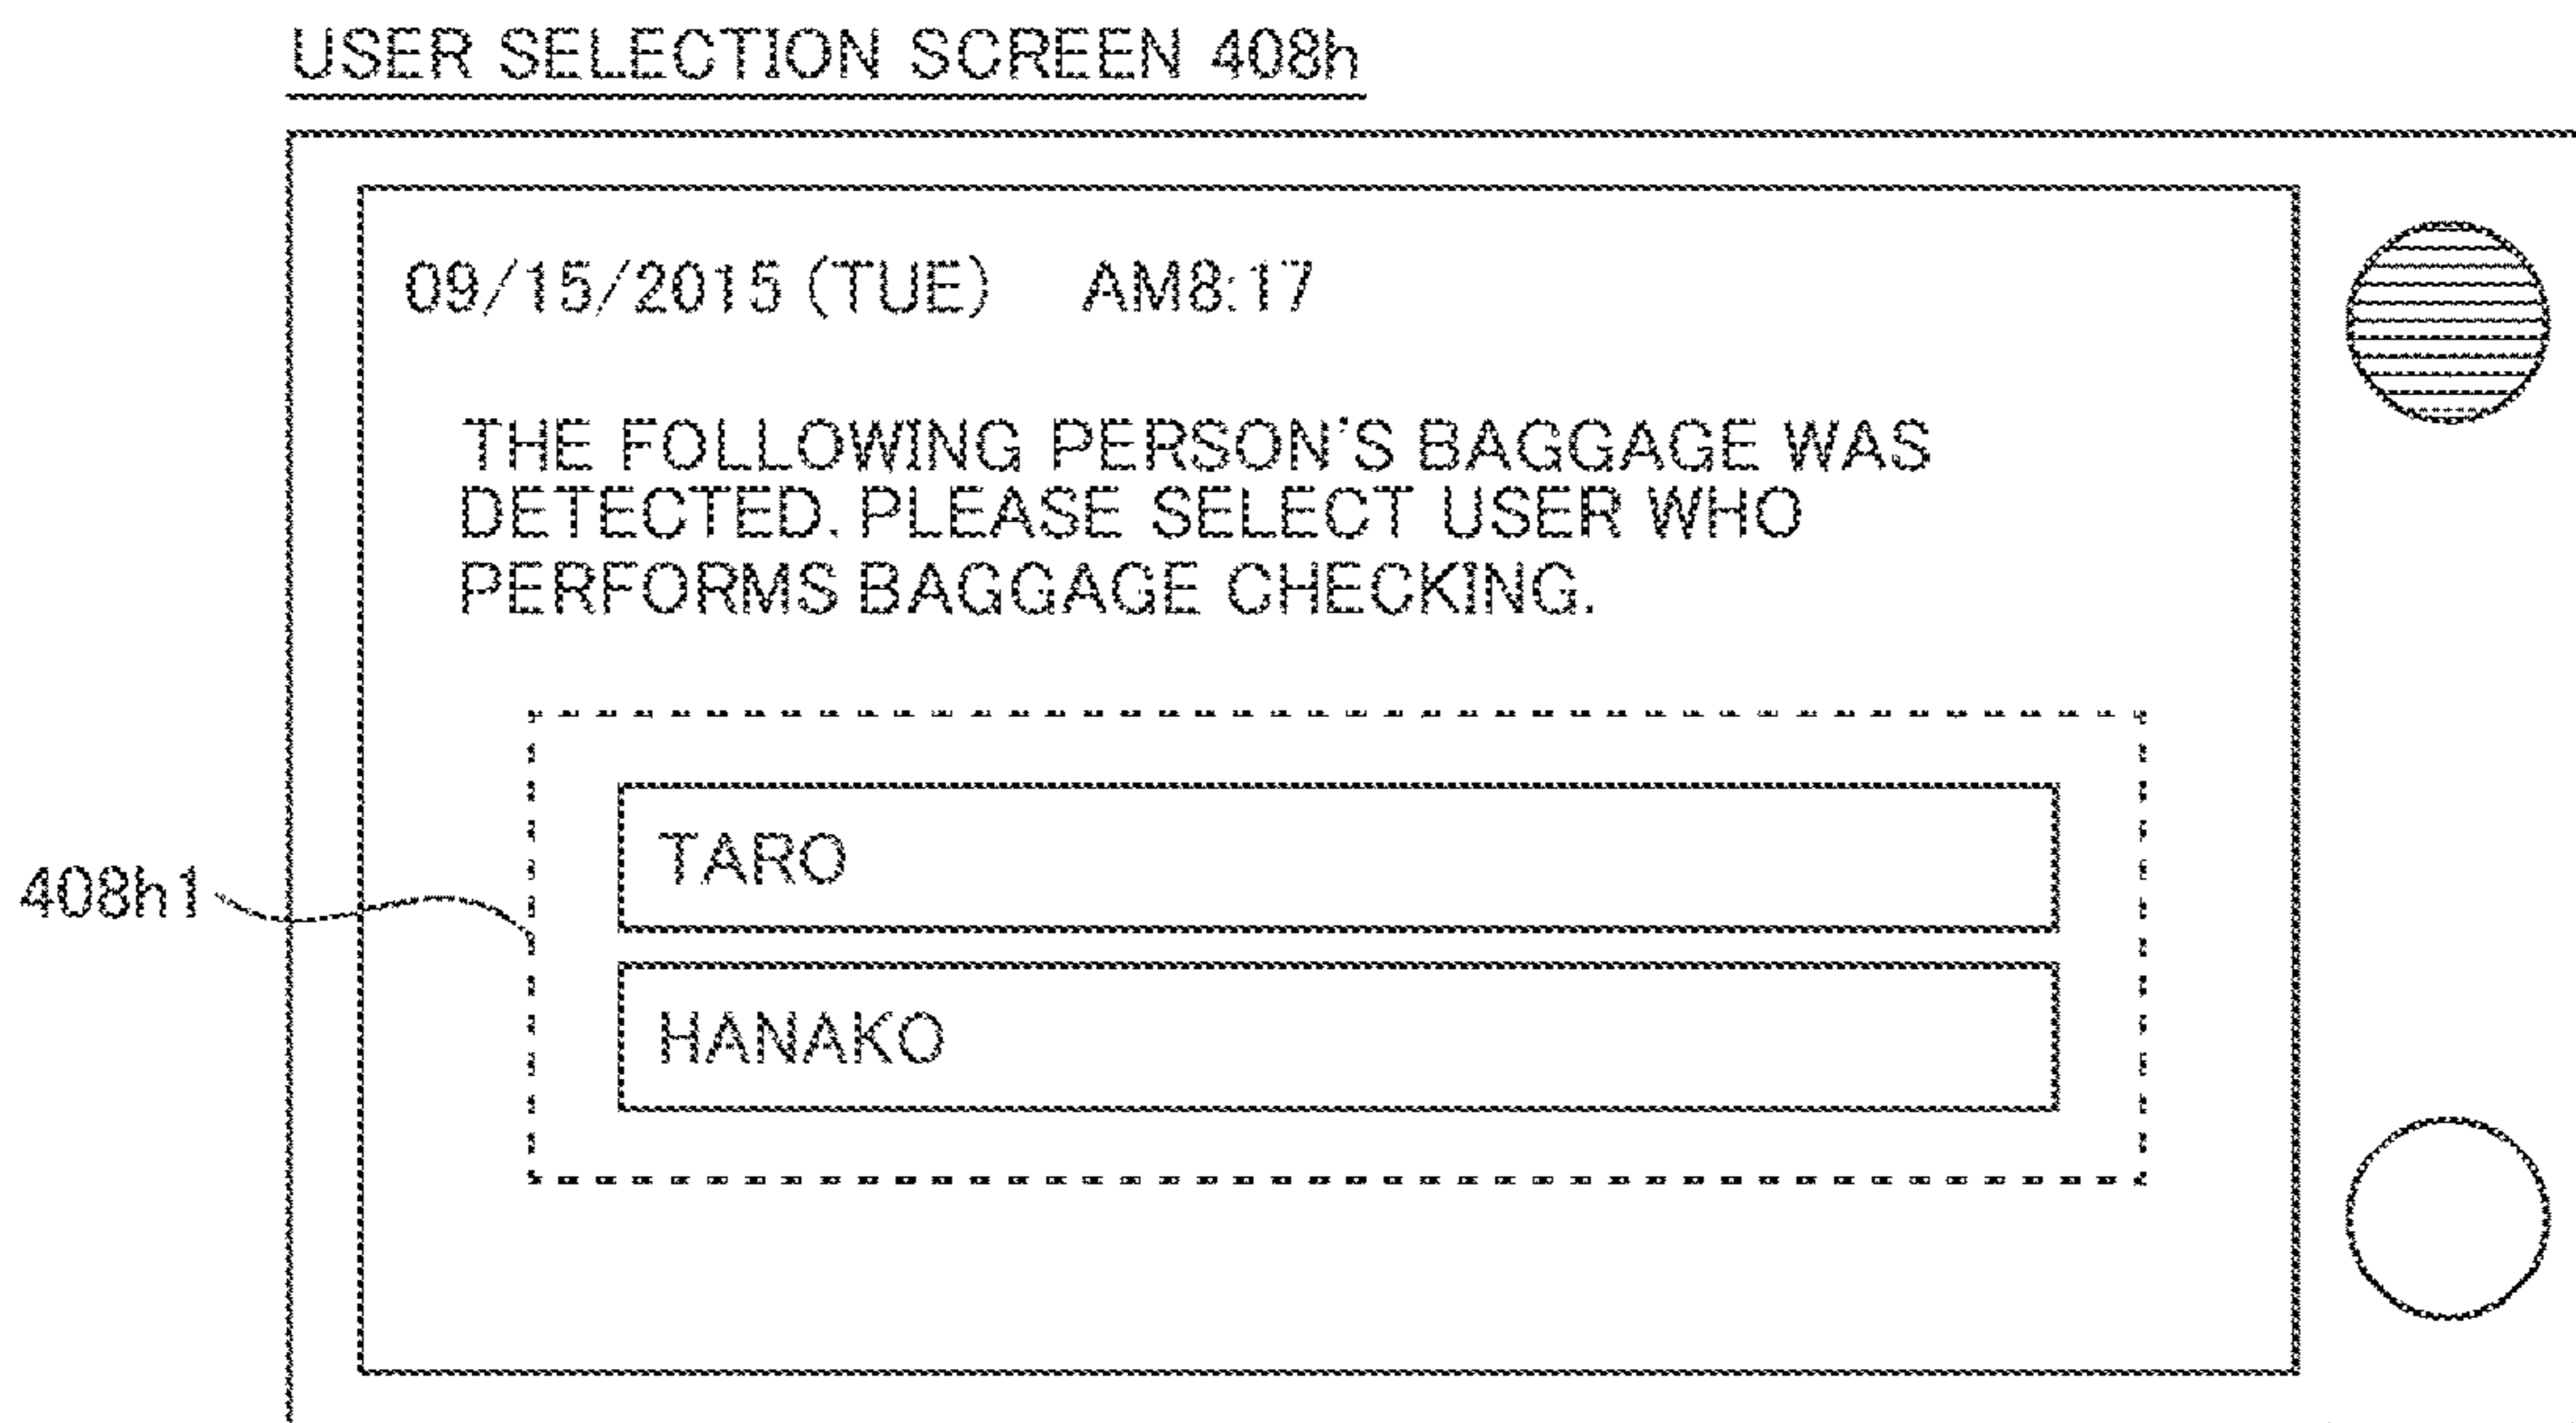 USER SELECTION SCREEN 408h
09/15/2015 (TUE) AM8:17
THE FOLLOWING PERSON'S BAGGAGE WAS
DETECTED. PLEASE SELECT USER WHO
PERFORMS BAGGAGE CHECKING.
TARO
408h1
HANAKO